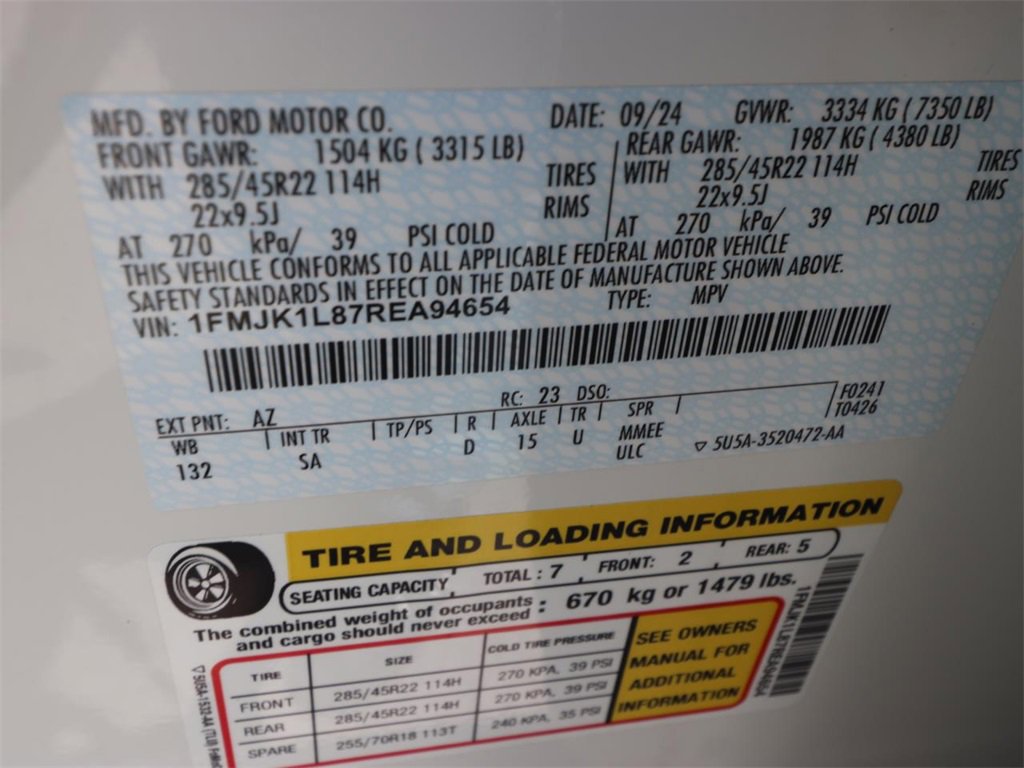 MFD. BY FORD MOTOR CO. DATE: 09/24 GVWR: 3334 KG ( 7350 LB)
FRONT GAWR: 1504 KG ( 3315 LB) REAR GAWR: 1987 KG ( 4380 LB)
WITH 285/45R22 114H TIRES WITH 285/45R22 114H TIRES
22x9.5J RIMS 22x9.5J RIMS
AT 270 kPa/ 39 PSI COLD AT 270 kPa/ 39 PSI COLD
THIS VEHICLE CONFORMS TO ALL APPLICABLE FEDERAL MOTOR VEHICLE
SAFETY STANDARDS IN EFFECT ON THE DATE OF MANUFACTURE SHOWN ABOVE.
VIN: 1FMJK1L87REA94654 TYPE: MPV
EXT PNT: AZ RC: 23 DSO: F0241
WB INT TR TP/PS R AXLE TR SPR T0426
132 SA D 15 U MMEE
ULC ▽ 5U5A-3520472-AA
TIRE AND LOADING INFORMATION
SEATING CAPACITY TOTAL : 7 FRONT: 2 REAR: 5
The combined weight of occupants
and cargo should never exceed : 670 kg or 1479 lbs.
TIRE SIZE COLD TIRE PRESSURE
FRONT 285/45R22 114H 270 KPA, 39 PSI
REAR 285/45R22 114H 270 KPA, 39 PSI
SPARE 255/70R18 113T 240 KPA, 35 PSI
SEE OWNERS
MANUAL FOR
ADDITIONAL
INFORMATION
1FMJK1L87REA94654
▽ 5U5A-1532-AA (TLU)